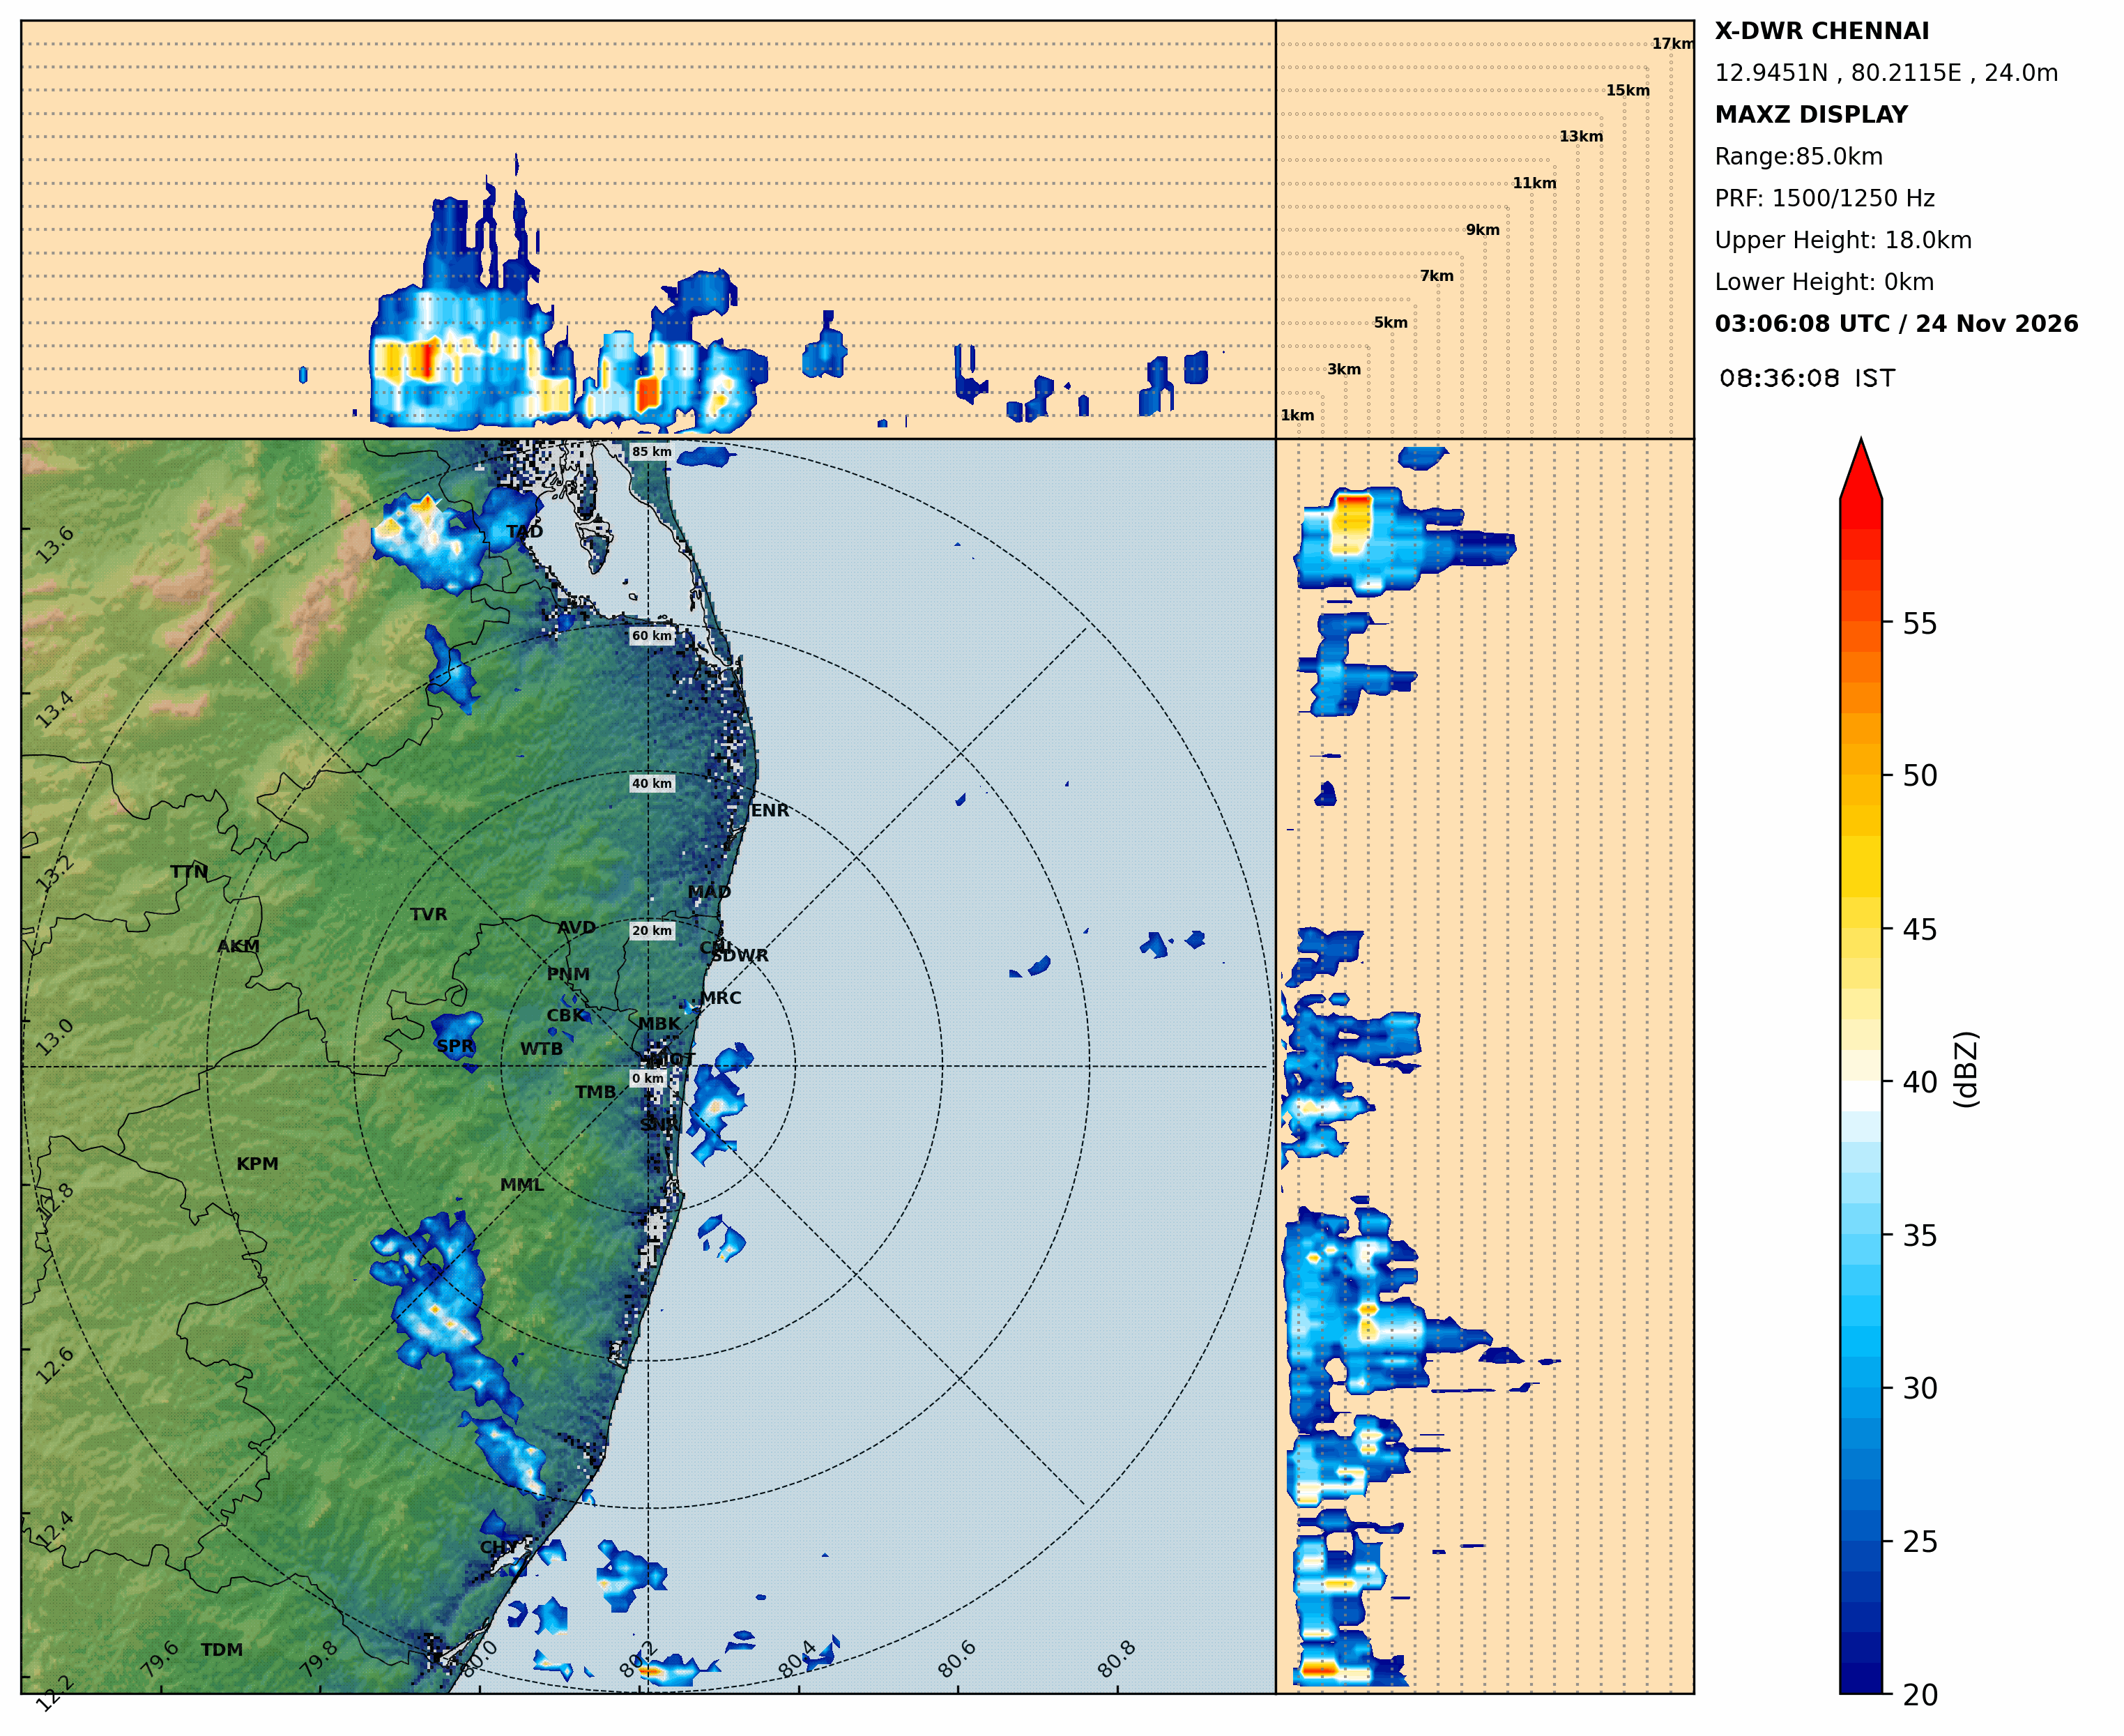 X-DWR CHENNAI
12.9451N , 80.2115E , 24.0m
MAXZ DISPLAY
Range:85.0km
PRF: 1500/1250 Hz
Upper Height: 18.0km
Lower Height: 0km
03:06:08 UTC / 24 Nov 2026
08:36:08 IST
17km
15km
13km
11km
9km
7km
5km
3km
1km
85 km
TAD
13.6
60 km
13.4
40 km
ENR
13.2
TTN
MAD
TVR
20 km
AVD
AKM
CNI
SDWR
PNM
MRC
CBK
MBK
13.0
SPR
WTB
0 km
TMB
SNR
KPM
MML
12.8
12.6
12.4
CHY
TDM
12.2
79.6
79.8
80.0
80.2
80.4
80.6
80.8
55
50
45
40
35
30
25
20
(dBZ)